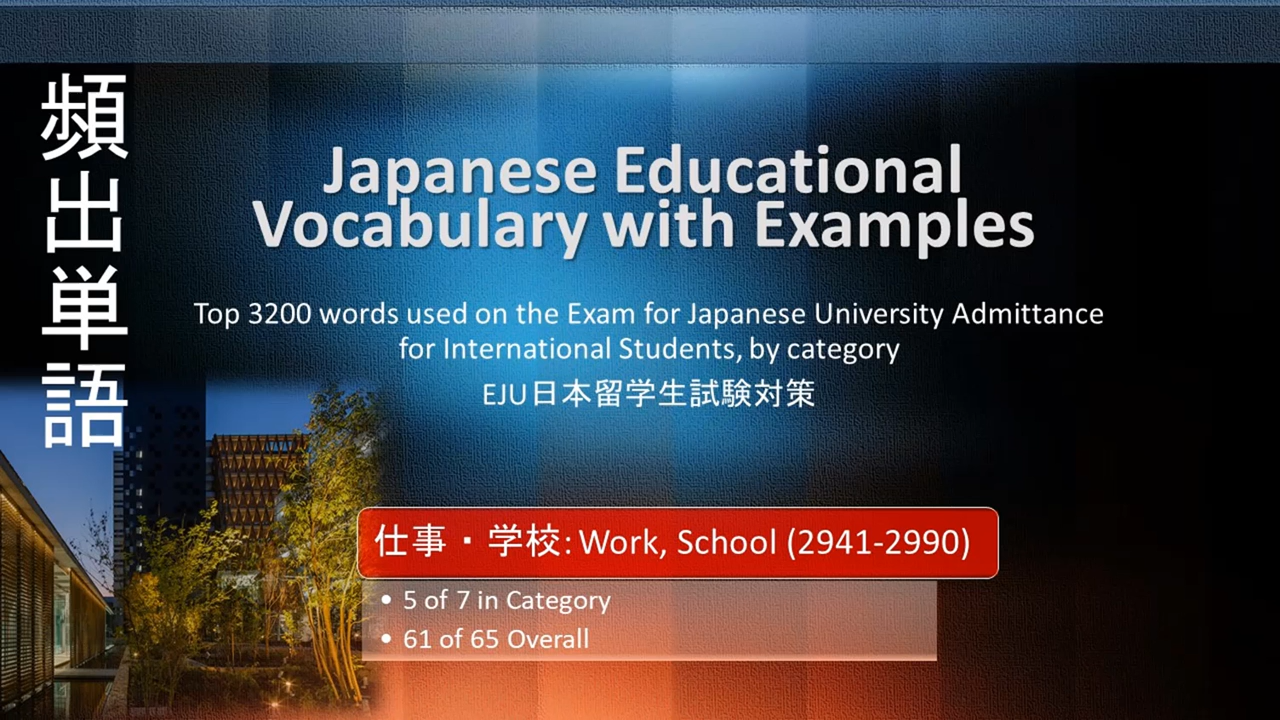 頻出単語
Japanese Educational
Vocabulary with Examples
Top 3200 words used on the Exam for Japanese University Admittance
for International Students, by category
EJU日本留学生試験対策
仕事・学校: Work, School (2941-2990)
• 5 of 7 in Category
• 61 of 65 Overall